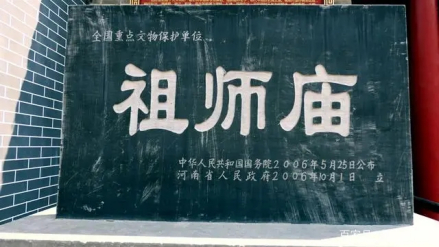 全国重点文物保护单位
祖师庙
中华人民共和国国务院2006年5月25日公布
河南省人民政府2006年10月1日 立